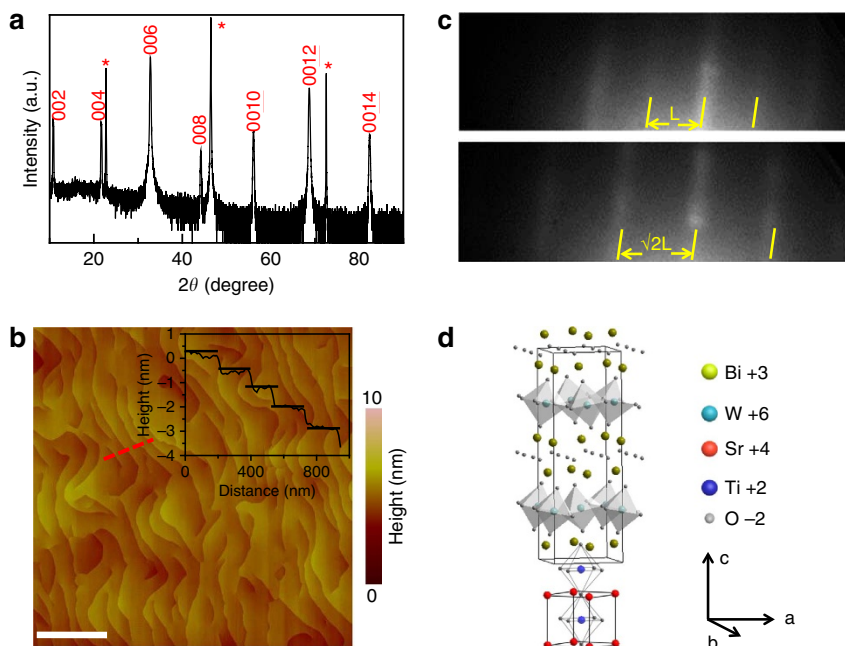 a
Intensity (a.u.)
002
004
*
006
008
*
0010
0012
*
0014
20
40
60
80
2θ (degree)
c
L
√2L
b
1
0
−1
−2
−3
−4
Height (nm)
0
400
800
Distance (nm)
10
0
Height (nm)
d
Bi +3
W +6
Sr +4
Ti +2
O −2
c
a
b